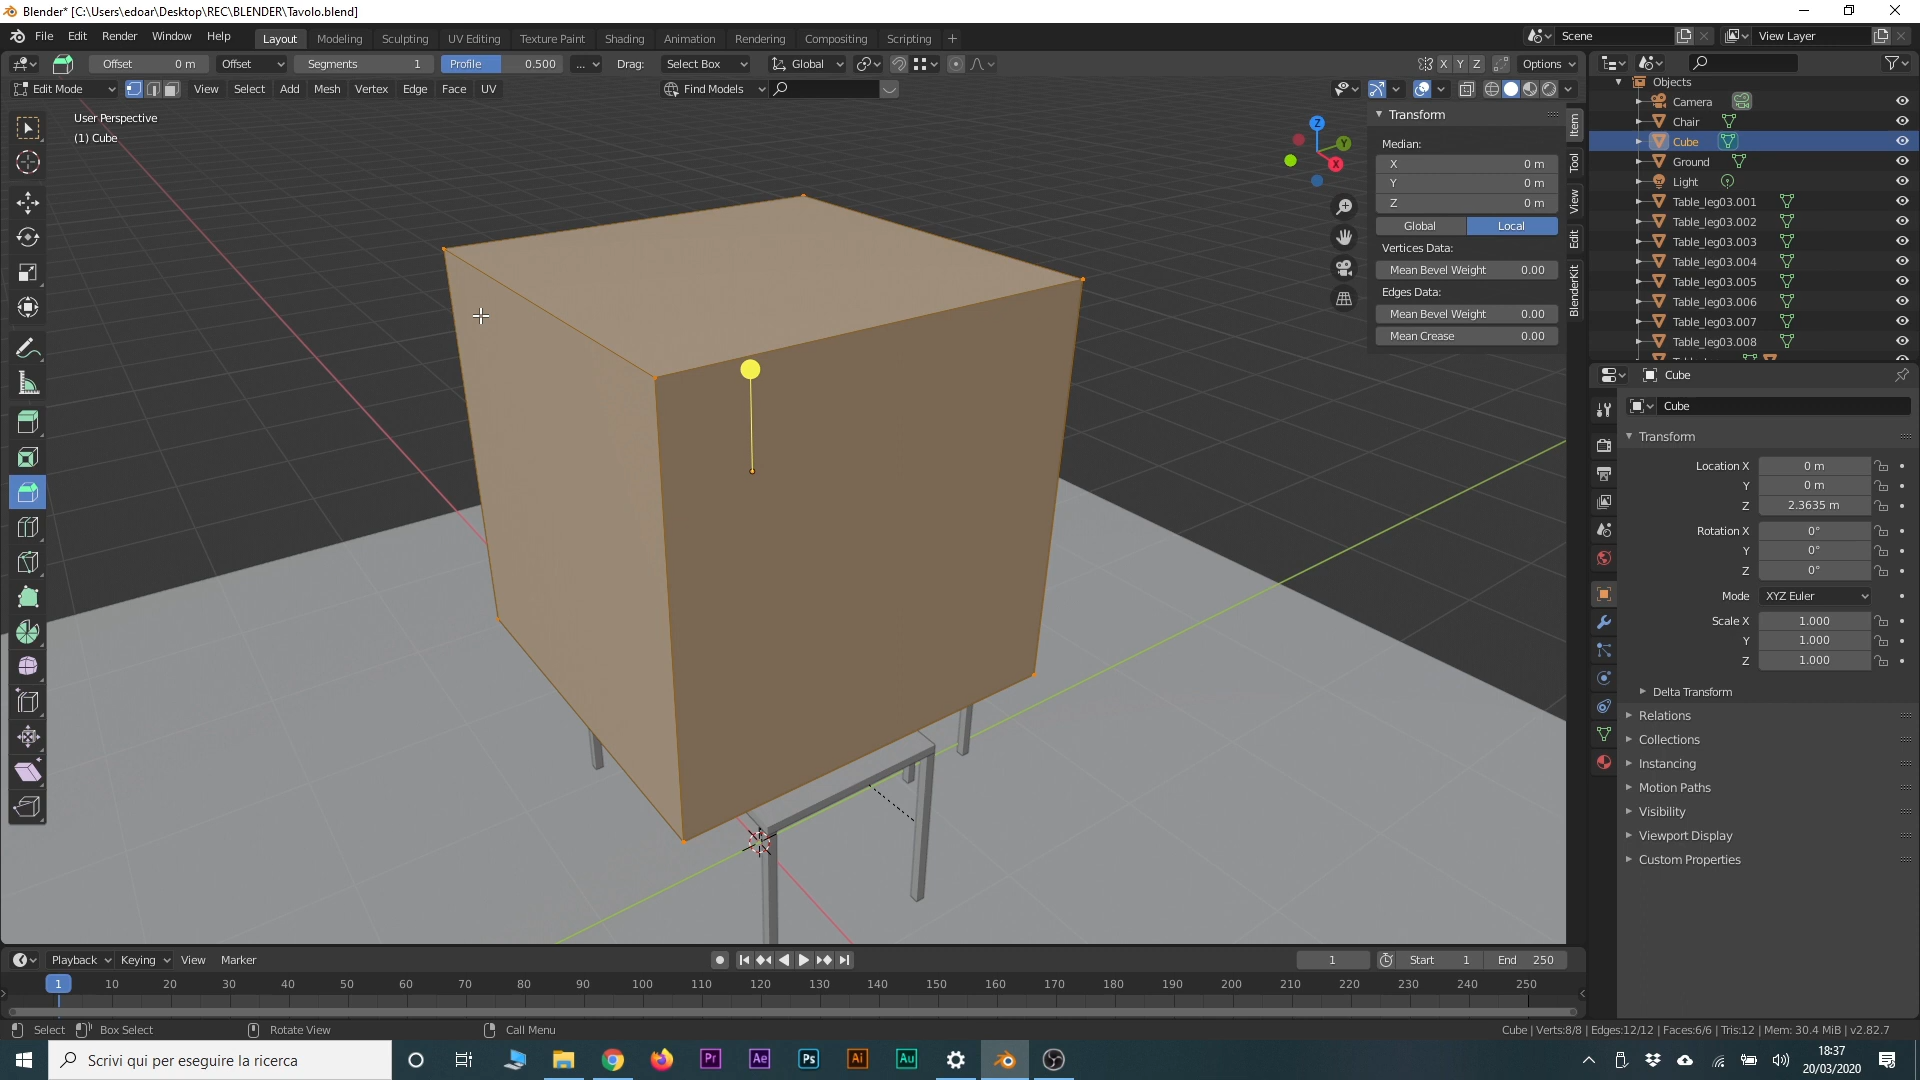 Blender* [C:\Users\edoar\Desktop\REC\BLENDER\Tavolo.blend]
File Edit Render Window Help Layout Modeling Sculpting UV Editing Texture Paint Shading Animation Rendering Compositing Scripting + Scene View Layer
Offset 0 m Offset Segments 1 Profile 0.500 ... Drag: Select Box Global X Y Z Options
Edit Mode View Select Add Mesh Vertex Edge Face UV Find Models
User Perspective
(1) Cube
Z
Y
X
Transform
Median:
X 0 m
Y 0 m
Z 0 m
Global Local
Vertices Data:
Mean Bevel Weight 0.00
Edges Data:
Mean Bevel Weight 0.00
Mean Crease 0.00
Item
Tool
View
Edit
BlenderKit
Objects
Camera
Chair
Cube
Ground
Light
Table_leg03.001
Table_leg03.002
Table_leg03.003
Table_leg03.004
Table_leg03.005
Table_leg03.006
Table_leg03.007
Table_leg03.008
Cube
Cube
Transform
Location X 0 m
Y 0 m
Z 2.3635 m
Rotation X 0°
Y 0°
Z 0°
Mode XYZ Euler
Scale X 1.000
Y 1.000
Z 1.000
Delta Transform
Relations
Collections
Instancing
Motion Paths
Visibility
Viewport Display
Custom Properties
Playback Keying View Marker 1 Start 1 End 250
1 10 20 30 40 50 60 70 80 90 100 110 120 130 140 150 160 170 180 190 200 210 220 230 240 250
Select Box Select Rotate View Call Menu Cube | Verts:8/8 | Edges:12/12 | Faces:6/6 | Tris:12 | Mem: 30.4 MiB | v2.82.7
Scrivi qui per eseguire la ricerca Pr Ae Ps Ai Au
18:37
20/03/2020